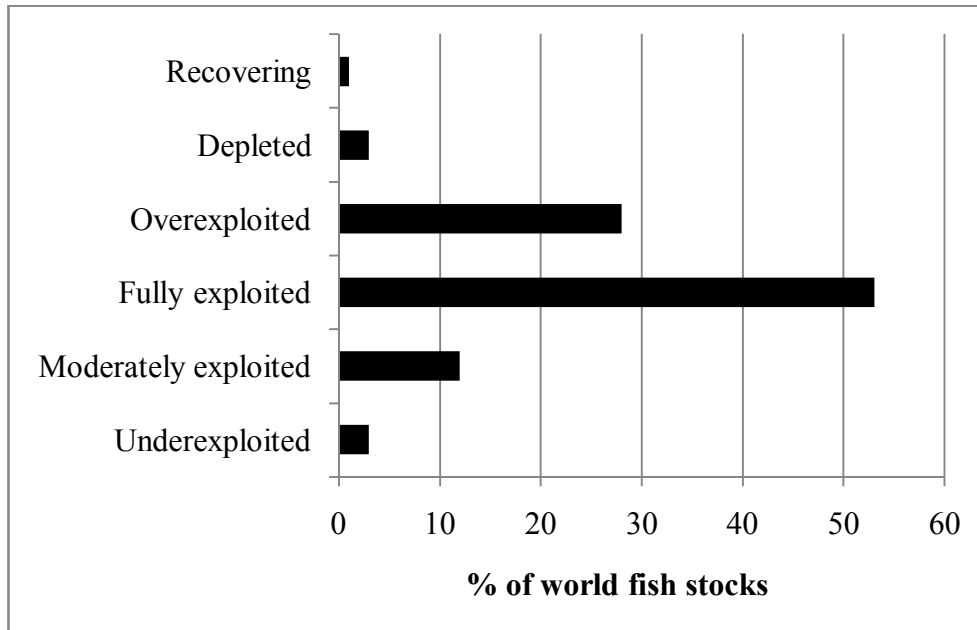 Recovering
Depleted
Overexploited
Fully exploited
Moderately exploited
Underexploited
0 10 20 30 40 50 60
% of world fish stocks